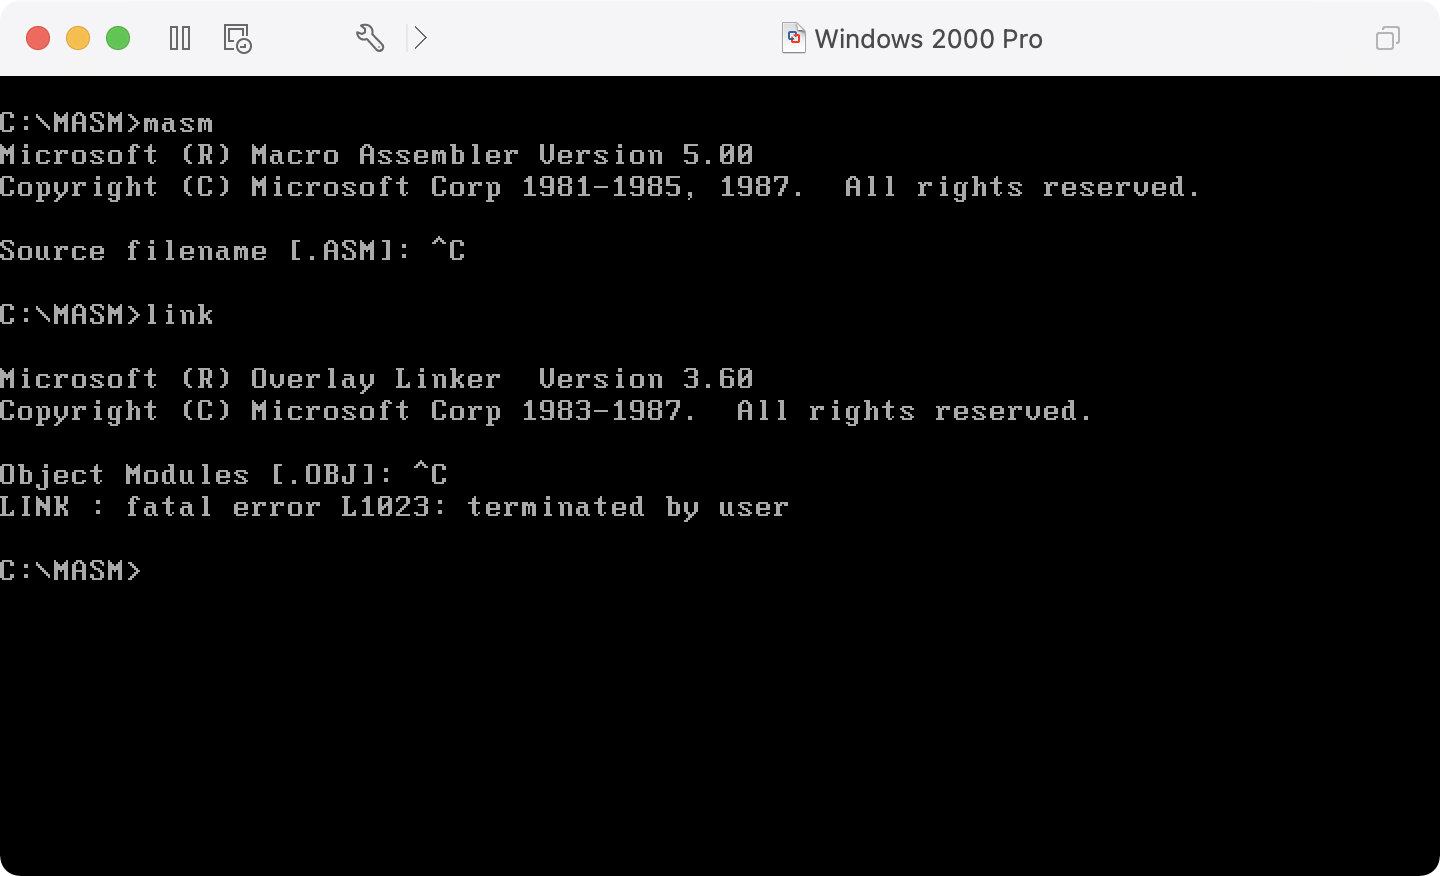 Windows 2000 Pro
C:\MASM>masm
Microsoft (R) Macro Assembler Version 5.00
Copyright (C) Microsoft Corp 1981-1985, 1987.  All rights reserved.
Source filename [.ASM]: ^C
C:\MASM>link
Microsoft (R) Overlay Linker  Version 3.60
Copyright (C) Microsoft Corp 1983-1987.  All rights reserved.
Object Modules [.OBJ]: ^C
LINK : fatal error L1023: terminated by user
C:\MASM>